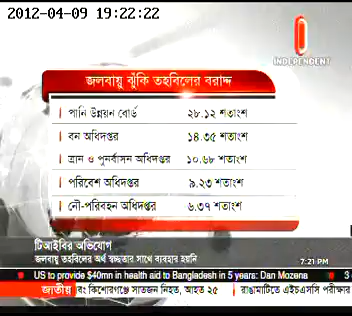 2012-04-09 19:22:22
INDEPENDENT
জলবায়ু ঝুঁকি তহবিলের বরাদ্দ
পানি উন্নয়ন বোর্ড ২৮.১২ শতাংশ
বন অধিদপ্তর ১৪.৩৫ শতাংশ
ত্রান ও পুনর্বাসন অধিদপ্তর ১০.৬৮ শতাংশ
পরিবেশ অধিদপ্তর ৯.২৩ শতাংশ
নৌ-পরিবহন অধিদপ্তর ৬.৩৭ শতাংশ
টিআইবির অভিযোগ
জলবায়ু তহবিলের অর্থ স্বচ্ছতার সাথে ব্যবহার হয়নি
7:21 PM
US to provide $40mn in health aid to Bangladesh in 5 years: Dan Mozena 3
জাতীয় বং কিশোরগঞ্জে সাতজন নিহত, আহত ২৫ | রাঙামাটিতে এইচএসসি পরীক্ষা